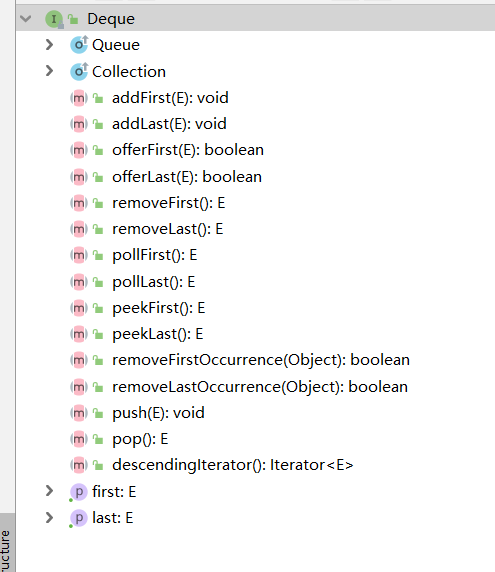 Deque
Queue
Collection
addFirst(E): void
addLast(E): void
offerFirst(E): boolean
offerLast(E): boolean
removeFirst(): E
removeLast(): E
pollFirst(): E
pollLast(): E
peekFirst(): E
peekLast(): E
removeFirstOccurrence(Object): boolean
removeLastOccurrence(Object): boolean
push(E): void
pop(): E
descendingIterator(): Iterator<E>
first: E
last: E
ructure